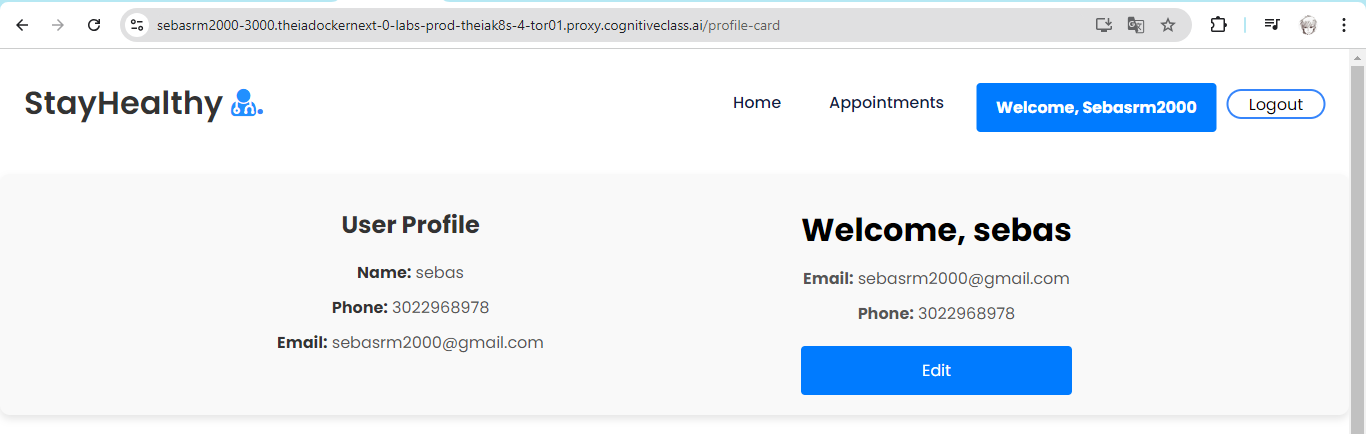 sebasrm2000-3000.theiadockernext-0-labs-prod-theiak8s-4-tor01.proxy.cognitiveclass.ai/profile-card
StayHealthy
Home
Appointments
Welcome, Sebasrm2000
Logout
User Profile
Name: sebas
Phone: 3022968978
Email: sebasrm2000@gmail.com
Welcome, sebas
Email: sebasrm2000@gmail.com
Phone: 3022968978
Edit